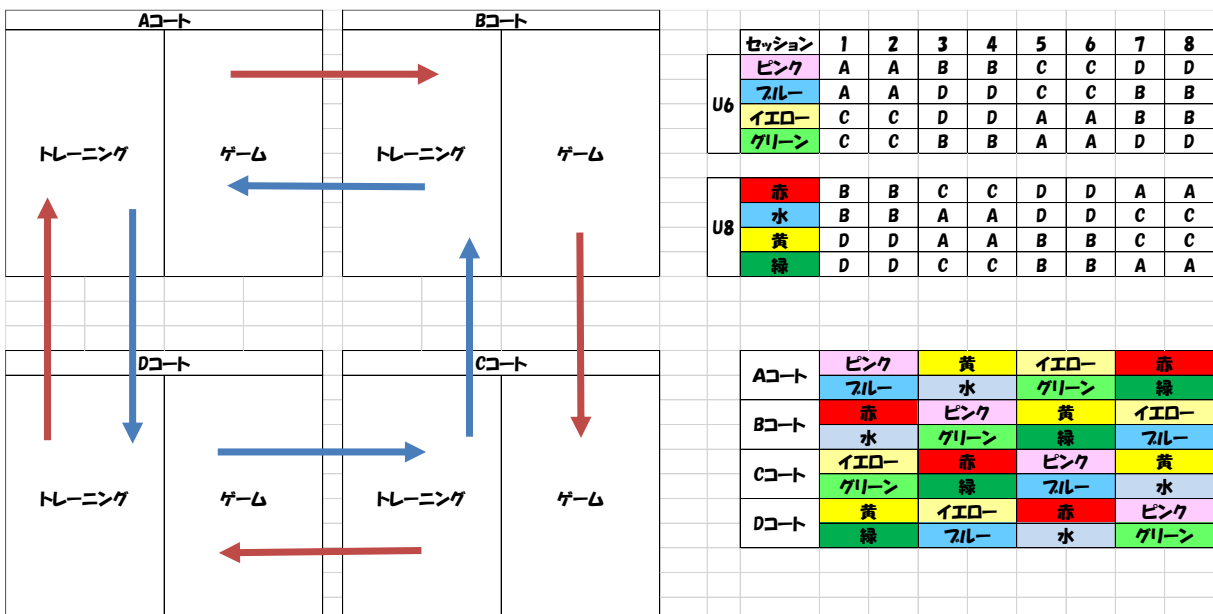 Aコート Bコート
トレーニング ゲーム トレーニング ゲーム
Dコート Cコート
トレーニング ゲーム トレーニング ゲーム
セッション 1 2 3 4 5 6 7 8
U6
ピンク A A B B C C D D
ブルー A A D D C C B B
イエロー C C D D A A B B
グリーン C C B B A A D D
U8
赤 B B C C D D A A
水 B B A A D D C C
黄 D D A A B B C C
緑 D D C C B B A A
Aコート
ピンク 黄 イエロー 赤
ブルー 水 グリーン 緑
Bコート
赤 ピンク 黄 イエロー
水 グリーン 緑 ブルー
Cコート
イエロー 赤 ピンク 黄
グリーン 緑 ブルー 水
Dコート
黄 イエロー 赤 ピンク
緑 ブルー 水 グリーン